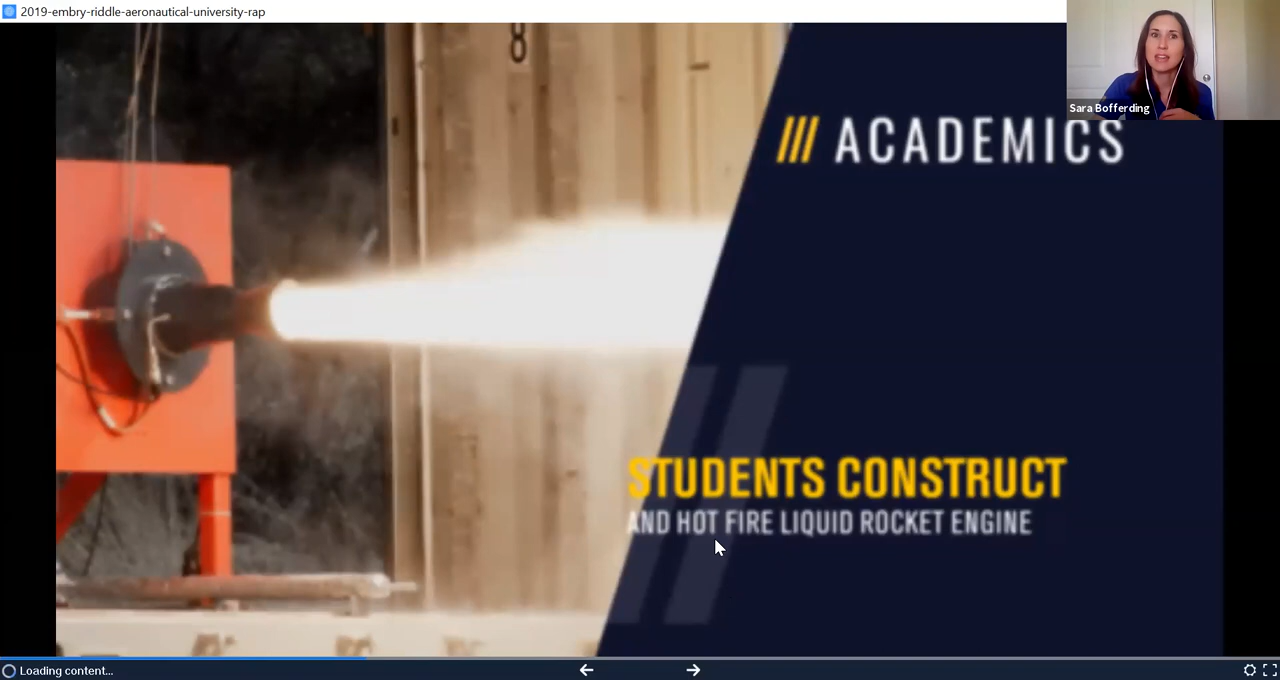 2019-embry-riddle-aeronautical-university-rap
Sara Bofferding
8
/// ACADEMICS
STUDENTS CONSTRUCT
AND HOT FIRE LIQUID ROCKET ENGINE
Loading content...